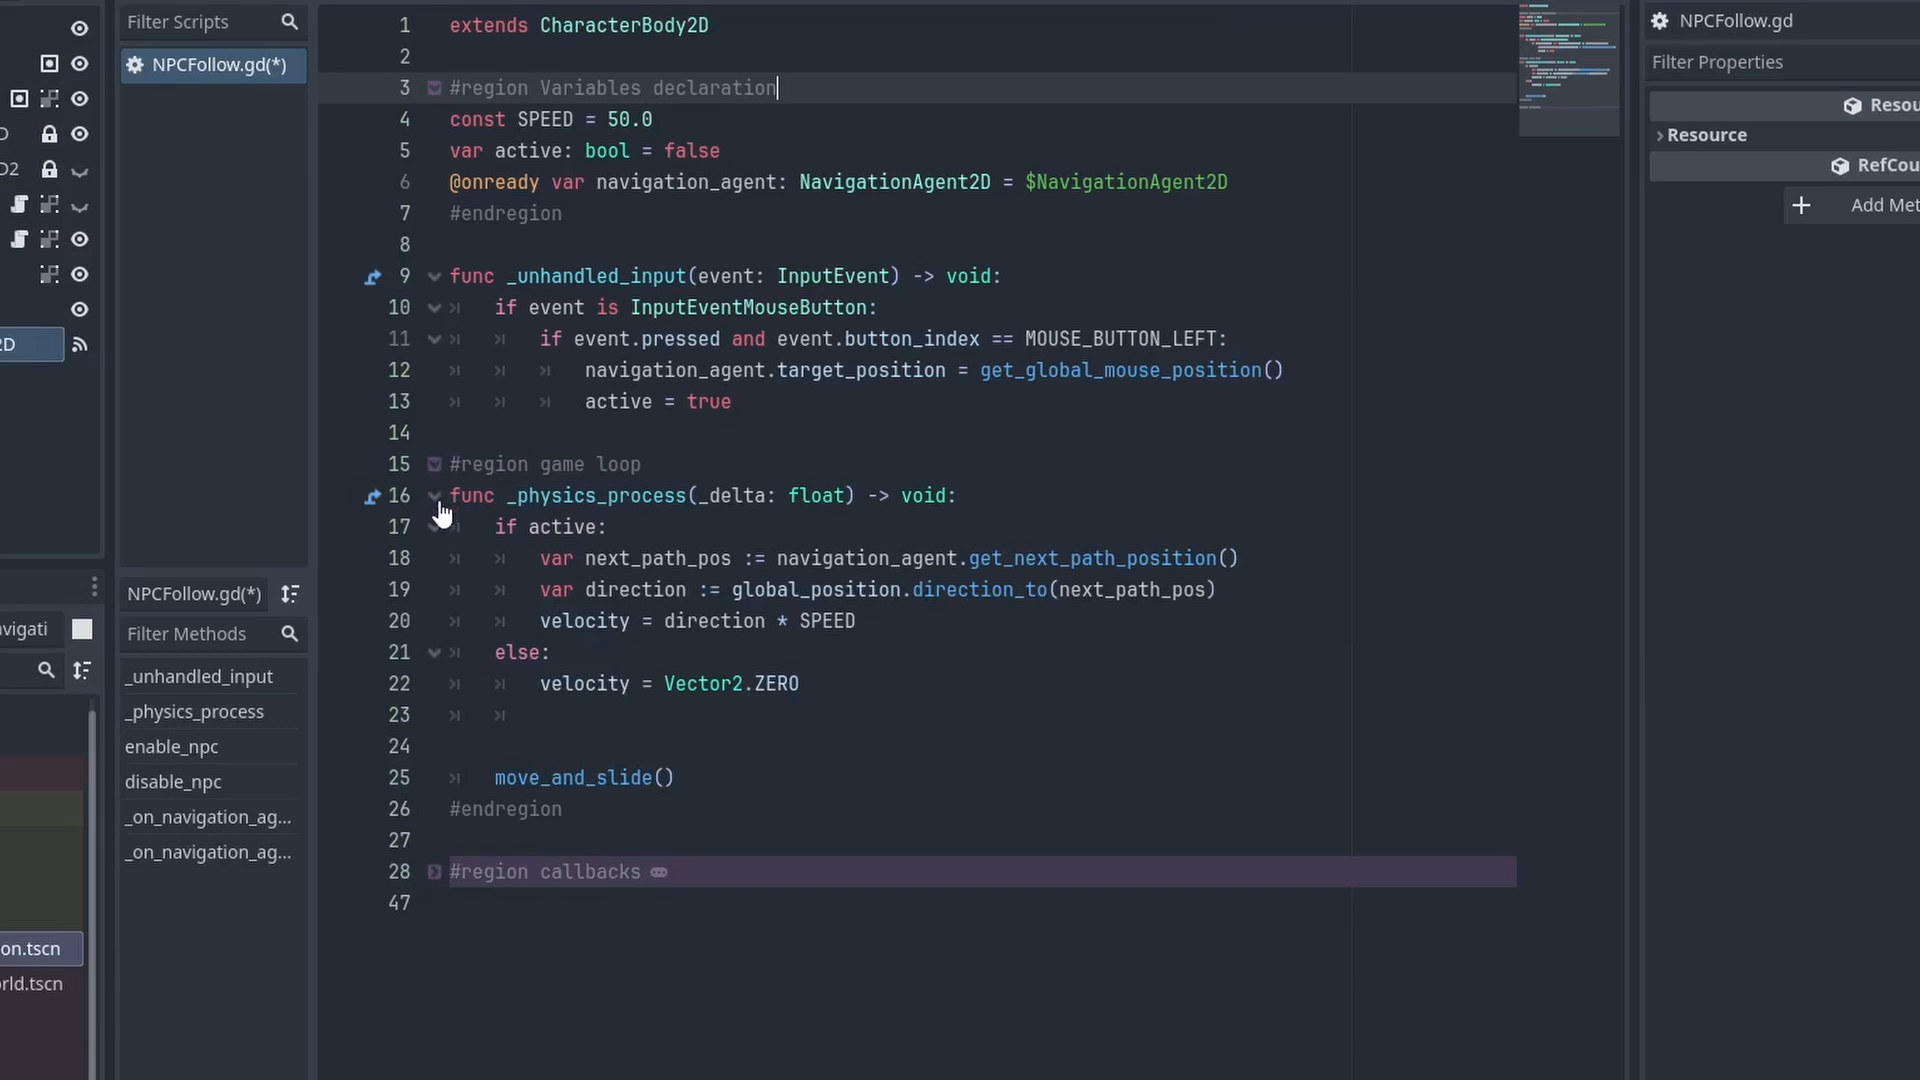 Filter Scripts
NPCFollow.gd(*)
D
D2
2D
NPCFollow.gd(*)
avigati
Filter Methods
_unhandled_input
_physics_process
enable_npc
disable_npc
_on_navigation_ag...
_on_navigation_ag...
on.tscn
orld.tscn
1 extends CharacterBody2D
2
3 #region Variables declaration
4 const SPEED = 50.0
5 var active: bool = false
6 @onready var navigation_agent: NavigationAgent2D = $NavigationAgent2D
7 #endregion
8
9 func _unhandled_input(event: InputEvent) -> void:
10 if event is InputEventMouseButton:
11 if event.pressed and event.button_index == MOUSE_BUTTON_LEFT:
12 navigation_agent.target_position = get_global_mouse_position()
13 active = true
14
15 #region game loop
16 func _physics_process(_delta: float) -> void:
17 if active:
18 var next_path_pos := navigation_agent.get_next_path_position()
19 var direction := global_position.direction_to(next_path_pos)
20 velocity = direction * SPEED
21 else:
22 velocity = Vector2.ZERO
23
24
25 move_and_slide()
26 #endregion
27
28 #region callbacks
47
NPCFollow.gd
Filter Properties
Resou
Resource
RefCou
Add Met